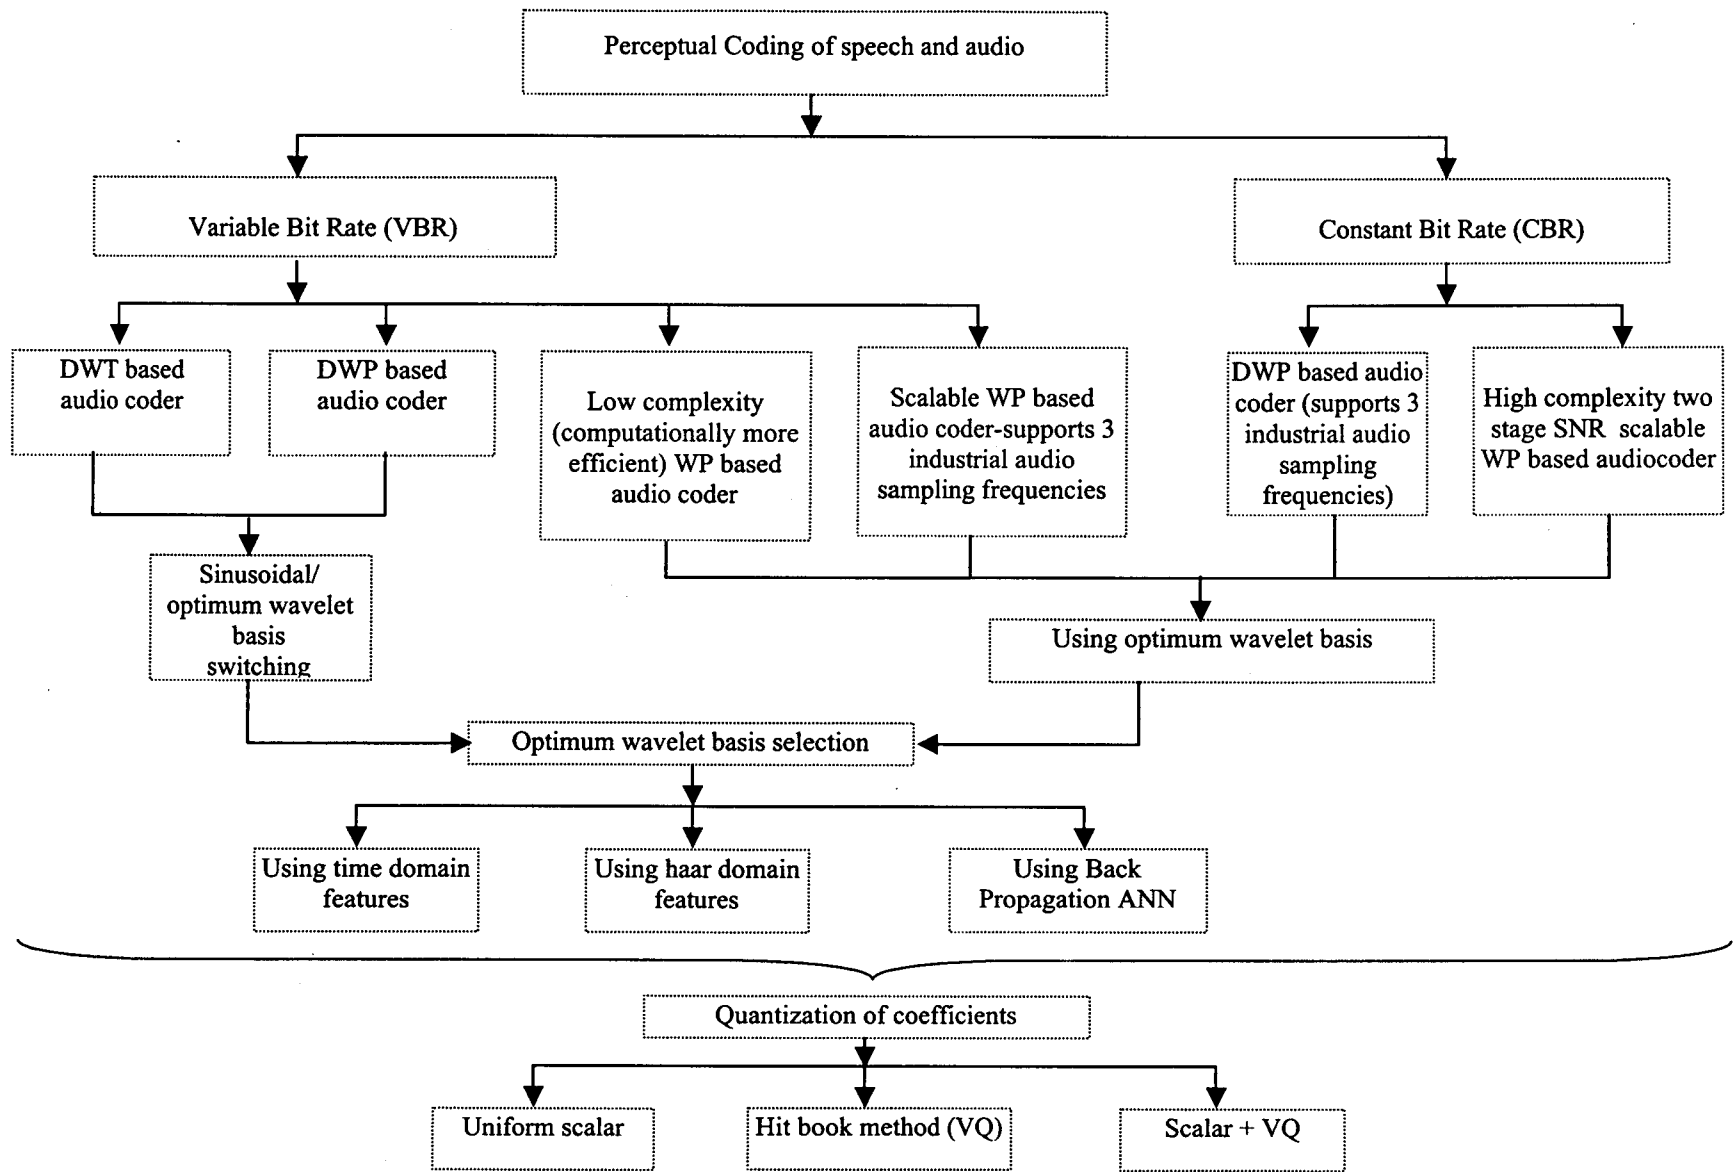 Perceptual Coding of speech and audio
Variable Bit Rate (VBR)
Constant Bit Rate (CBR)
DWT based
audio coder
DWP based
audio coder
Low complexity
(computationally more
efficient) WP based
audio coder
Scalable WP based
audio coder-supports 3
industrial audio
sampling frequencies
DWP based audio
coder (supports 3
industrial audio
sampling
frequencies)
High complexity two
stage SNR scalable
WP based audiocoder
Sinusoidal/
optimum wavelet
basis
switching
Using optimum wavelet basis
Optimum wavelet basis selection
Using time domain
features
Using haar domain
features
Using Back
Propagation ANN
Quantization of coefficients
Uniform scalar
Hit book method (VQ)
Scalar + VQ